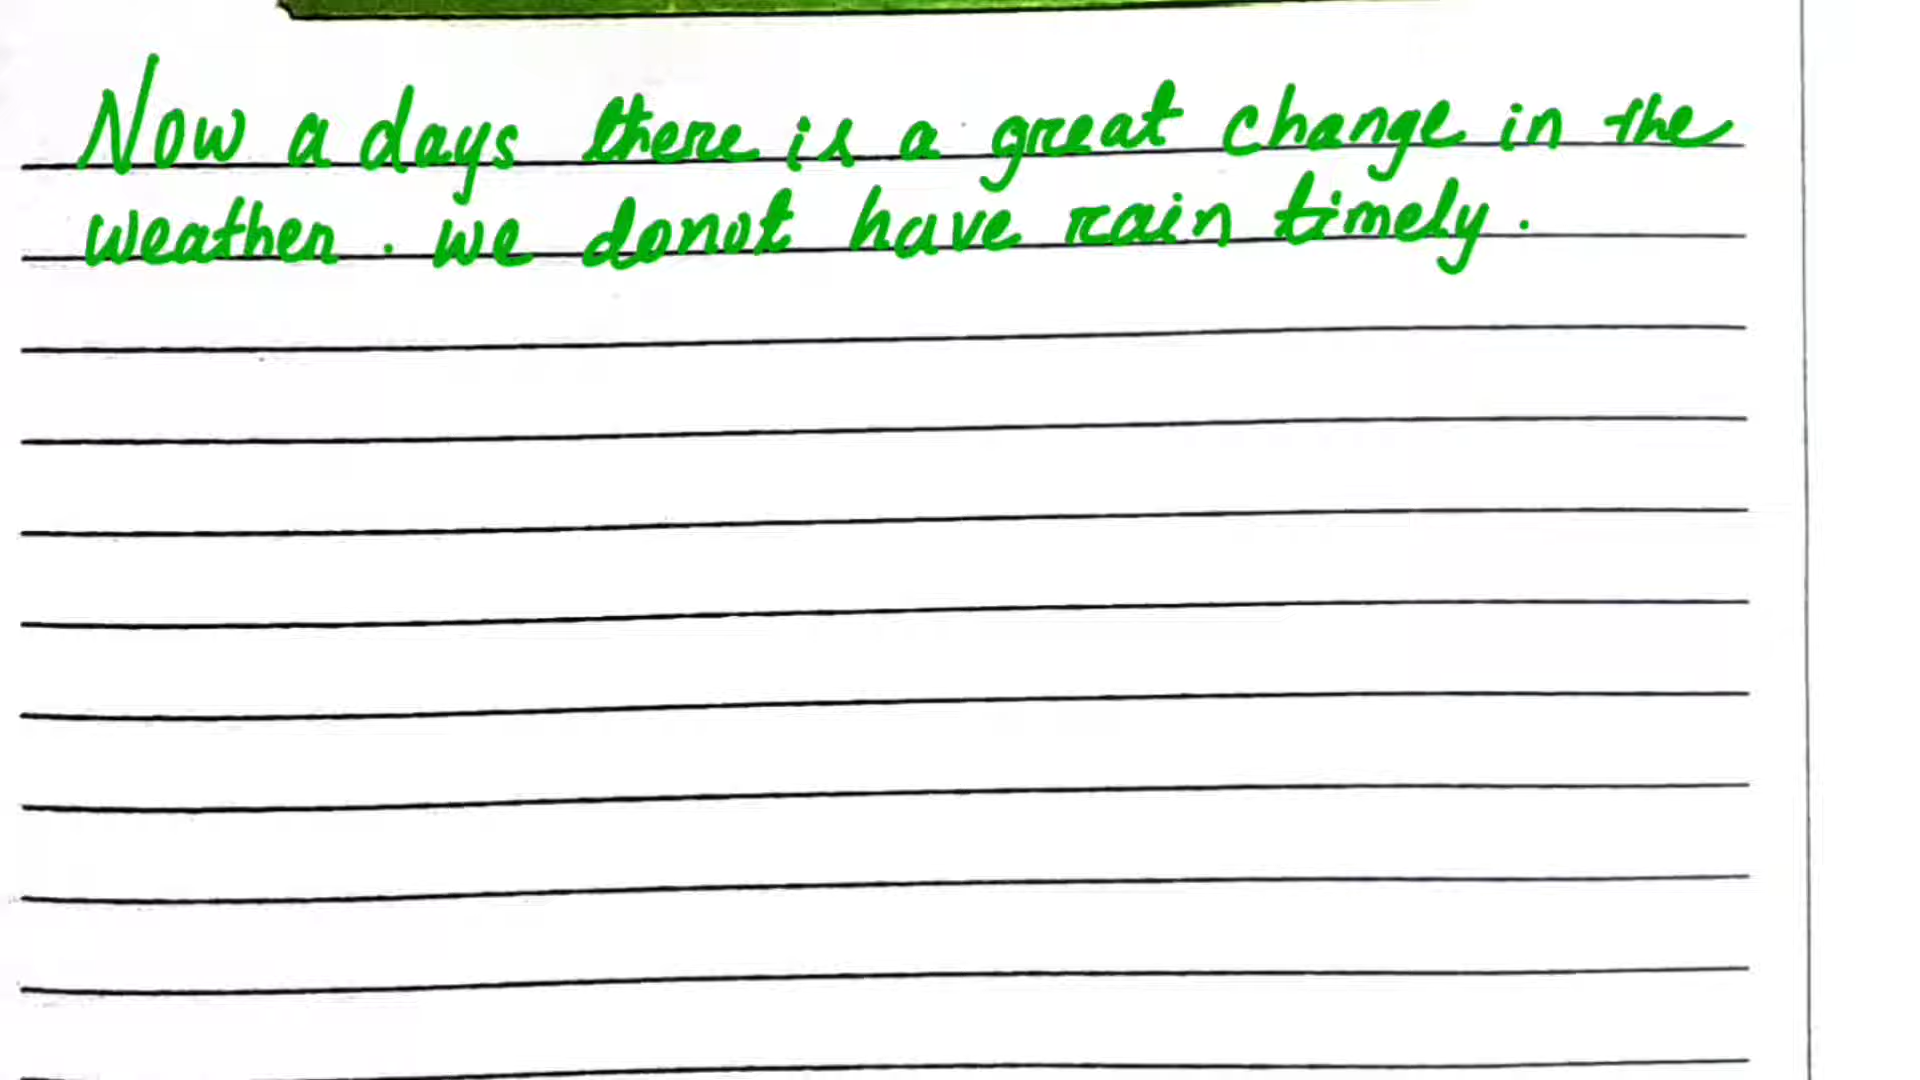 Now a days there is a great change in the
weather. we donot have rain timely.